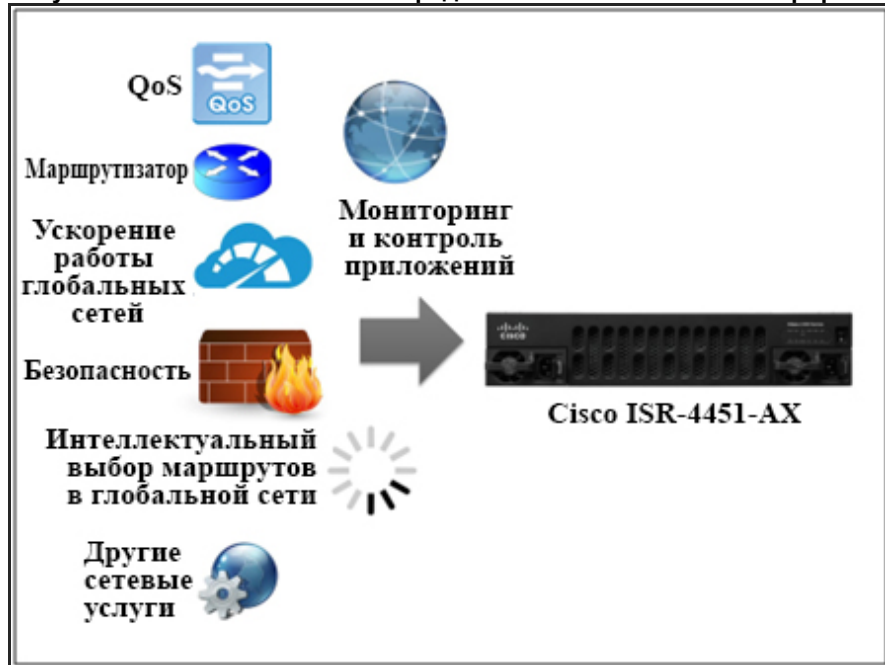 QoS
QoS
Маршрутизатор
Ускорение
работы
глобальных
сетей
Безопасность
Интеллектуальный
выбор маршрутов
в глобальной сети
Другие
сетевые
услуги
Мониторинг
и контроль
приложений
CISCO
Cisco ISR-4451-AX